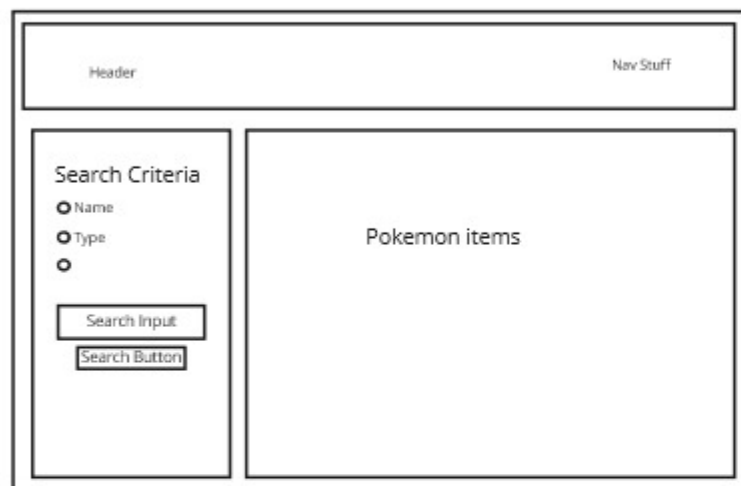 Header
Nav Stuff
Search Criteria
Name
Type
Search Input
Search Button
Pokemon items